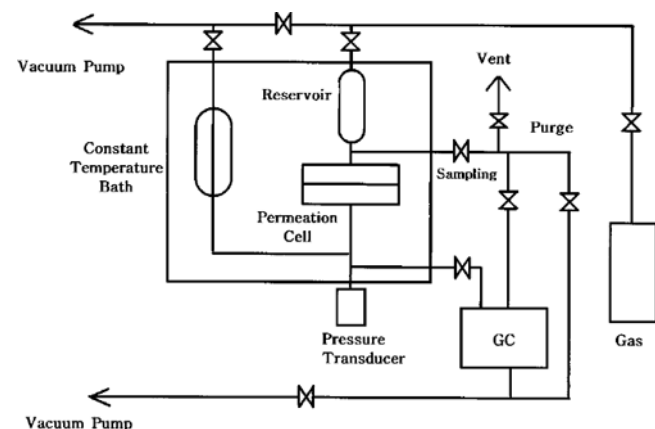 Vacuum Pump
Reservoir
Vent
Purge
Constant
Temperature
Bath
Sampling
Permeation
Cell
Pressure
Transducer
GC
Gas
Vacuum Pump